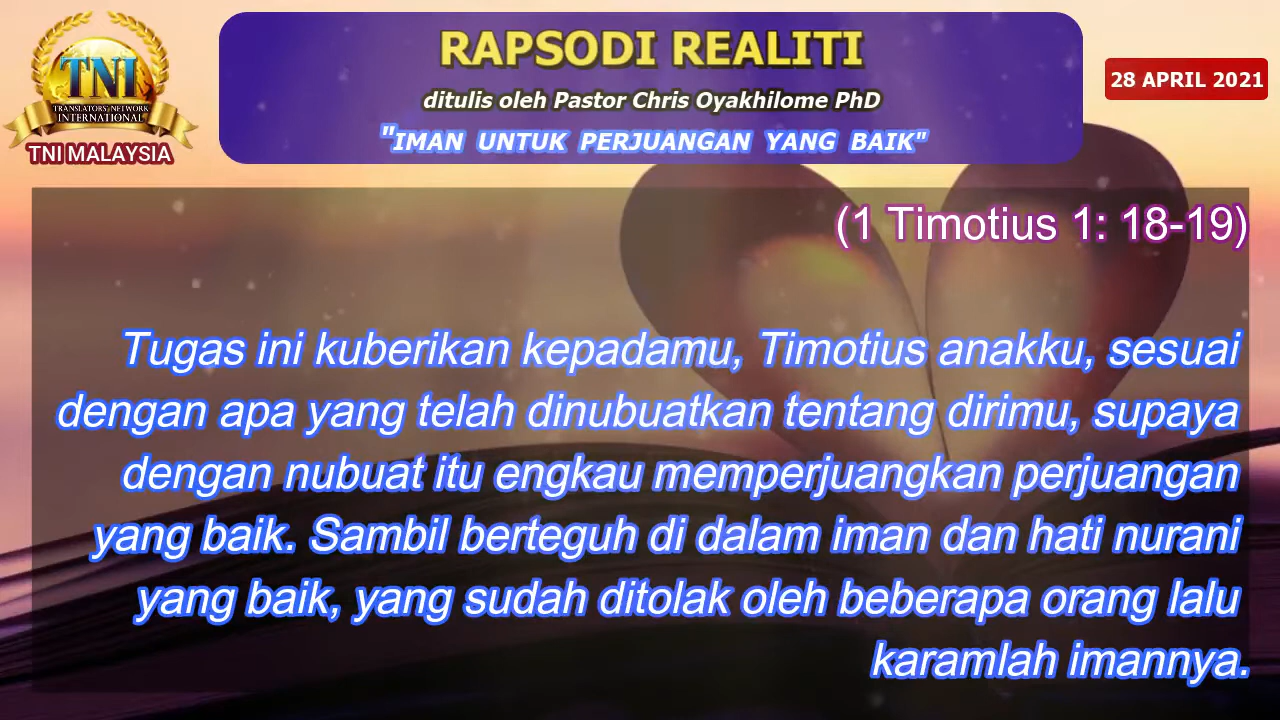 TNI
TRANSLATORS' NETWORK
INTERNATIONAL
TNI MALAYSIA
RAPSODI REALITI
ditulis oleh Pastor Chris Oyakhilome PhD
"IMAN UNTUK PERJUANGAN YANG BAIK"
28 APRIL 2021
(1 Timotius 1: 18-19)
Tugas ini kuberikan kepadamu, Timotius anakku, sesuai
dengan apa yang telah dinubuatkan tentang dirimu, supaya
dengan nubuat itu engkau memperjuangkan perjuangan
yang baik. Sambil berteguh di dalam iman dan hati nurani
yang baik, yang sudah ditolak oleh beberapa orang lalu
karamlah imannya.